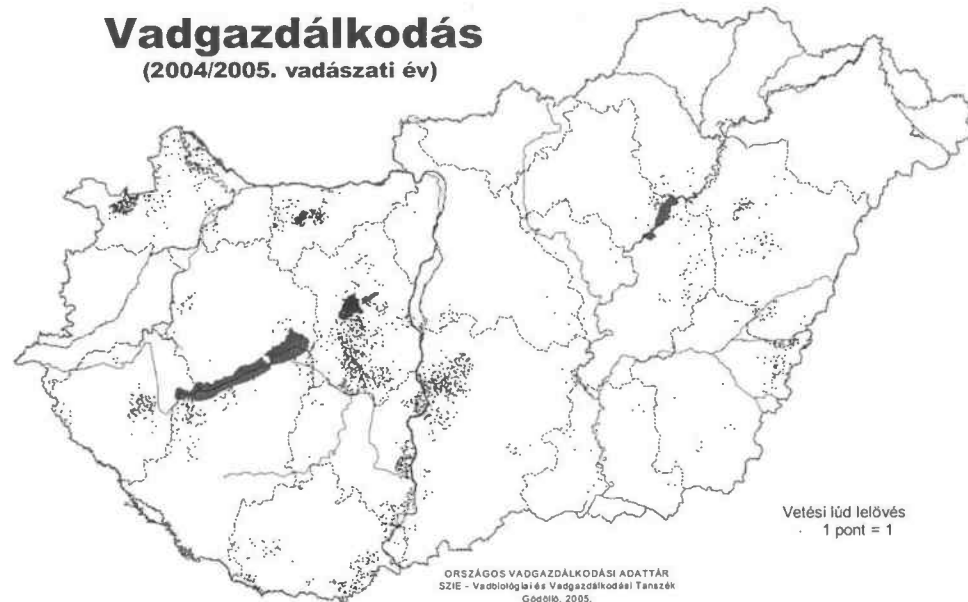 Vadgazdálkodás
(2004/2005. vadászati év)
Vetési lúd lelövés
1 pont = 1
ORSZÁGOS VADGAZDÁLKODÁSI ADATTÁR
SZIE - Vadbiológiai és Vadgazdálkodási Tanszék
Gödöllő, 2005.